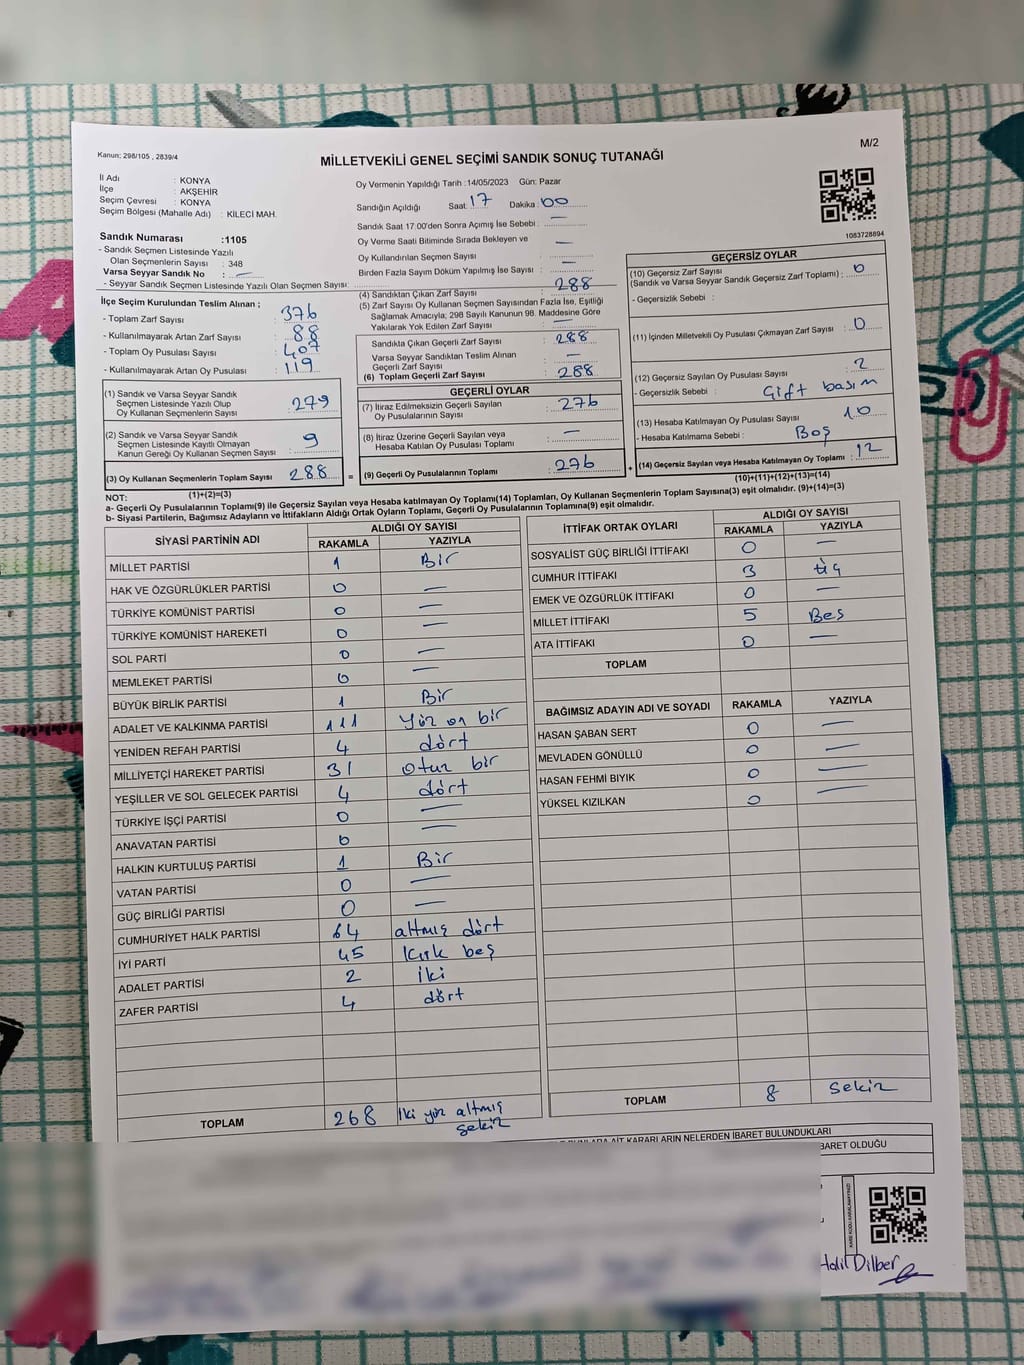 Kanun: 298/105 , 2839/4
M/2
MİLLETVEKİLİ GENEL SEÇİMİ SANDIK SONUÇ TUTANAĞI
İl Adı : KONYA
İlçe : AKŞEHİR
Seçim Çevresi : KONYA
Seçim Bölgesi (Mahalle Adı) : KİLECİ MAH.
Sandık Numarası :1105
- Sandık Seçmen Listesinde Yazılı
Olan Seçmenlerin Sayısı : 348
Varsa Seyyar Sandık No : —
- Seyyar Sandık Seçmen Listesinde Yazılı Olan Seçmen Sayısı:
Oy Vermenin Yapıldığı Tarih :14/05/2023 Gün: Pazar
Sandığın Açıldığı Saat: 17 Dakika: 00
Sandık Saat 17:00'den Sonra Açımış İse Sebebi : —
Oy Verme Saati Bitiminde Sırada Bekleyen ve
Oy Kullandırılan Seçmen Sayısı : —
Birden Fazla Sayım Döküm Yapılmış İse Sayısı : —
1083728894
İlçe Seçim Kurulundan Teslim Alınan ;
- Toplam Zarf Sayısı : 376
- Kullanılmayarak Artan Zarf Sayısı : 88
- Toplam Oy Pusulası Sayısı : 407
- Kullanılmayarak Artan Oy Pusulası : 119
(4) Sandıktan Çıkan Zarf Sayısı : 288
(5) Zarf Sayısı Oy Kullanan Seçmen Sayısından Fazla İse, Eşitliği
Sağlamak Amacıyla; 298 Sayılı Kanunun 98. Maddesine Göre
Yakılarak Yok Edilen Zarf Sayısı : —
Sandıkta Çıkan Geçerli Zarf Sayısı : 288
Varsa Seyyar Sandıktan Teslim Alınan
Geçerli Zarf Sayısı : —
(6) Toplam Geçerli Zarf Sayısı : 288
GEÇERSİZ OYLAR
(10) Geçersiz Zarf Sayısı
(Sandık ve Varsa Seyyar Sandık Geçersiz Zarf Toplamı) : 0
- Geçersizlik Sebebi :
(11) İçinden Milletvekili Oy Pusulası Çıkmayan Zarf Sayısı : 0
(12) Geçersiz Sayılan Oy Pusulası Sayısı : 2
- Geçersizlik Sebebi : Çift basım
(13) Hesaba Katılmayan Oy Pusulası Sayısı : 10
- Hesaba Katılmama Sebebi : Boş
(14) Geçersiz Sayılan veya Hesaba Katılmayan Oy Toplamı : 12
(10)+(11)+(12)+(13)=(14)
(1) Sandık ve Varsa Seyyar Sandık
Seçmen Listesinde Yazılı Olup
Oy Kullanan Seçmenlerin Sayısı : 279
(2) Sandık ve Varsa Seyyar Sandık
Seçmen Listesinde Kayıtlı Olmayan
Kanun Gereği Oy Kullanan Seçmen Sayısı : 9
(3) Oy Kullanan Seçmenlerin Toplam Sayısı : 288 =
(1)+(2)=(3)
GEÇERLİ OYLAR
(7) İtiraz Edilmeksizin Geçerli Sayılan
Oy Pusulalarının Sayısı : 276
(8) İtiraz Üzerine Geçerli Sayılan veya
Hesaba Katılan Oy Pusulası Toplamı : —
(9) Geçerli Oy Pusulalarının Toplamı : 276 +
NOT:
a- Geçerli Oy Pusulalarının Toplamı(9) ile Geçersiz Sayılan veya Hesaba katılmayan Oy Toplamı(14) Toplamları, Oy Kullanan Seçmenlerin Toplam Sayısına(3) eşit olmalıdır. (9)+(14)=(3)
b- Siyasi Partilerin, Bağımsız Adayların ve İttifakların Aldığı Ortak Oyların Toplamı, Geçerli Oy Pusulalarının Toplamına(9) eşit olmalıdır.
SİYASİ PARTİNİN ADI ALDIĞI OY SAYISI
RAKAMLA YAZIYLA
MİLLET PARTİSİ 1 Bir
HAK VE ÖZGÜRLÜKLER PARTİSİ 0 —
TÜRKİYE KOMÜNİST PARTİSİ 0 —
TÜRKİYE KOMÜNİST HAREKETİ 0 —
SOL PARTİ 0 —
MEMLEKET PARTİSİ 0 —
BÜYÜK BİRLİK PARTİSİ 1 Bir
ADALET VE KALKINMA PARTİSİ 111 Yüz on bir
YENİDEN REFAH PARTİSİ 4 dört
MİLLİYETÇİ HAREKET PARTİSİ 31 otuz bir
YEŞİLLER VE SOL GELECEK PARTİSİ 4 dört
TÜRKİYE İŞÇİ PARTİSİ 0 —
ANAVATAN PARTİSİ 0 —
HALKIN KURTULUŞ PARTİSİ 1 Bir
VATAN PARTİSİ 0 —
GÜÇ BİRLİĞİ PARTİSİ 0 —
CUMHURİYET HALK PARTİSİ 64 altmış dört
İYİ PARTİ 45 kırk beş
ADALET PARTİSİ 2 iki
ZAFER PARTİSİ 4 dört
TOPLAM 268 iki yüz altmış
sekiz
İTTİFAK ORTAK OYLARI ALDIĞI OY SAYISI
RAKAMLA YAZIYLA
SOSYALİST GÜÇ BİRLİĞİ İTTİFAKI 0 —
CUMHUR İTTİFAKI 3 üç
EMEK VE ÖZGÜRLÜK İTTİFAKI 0 —
MİLLET İTTİFAKI 5 Beş
ATA İTTİFAKI 0 —
TOPLAM
BAĞIMSIZ ADAYIN ADI VE SOYADI RAKAMLA YAZIYLA
HASAN ŞABAN SERT 0 —
MEVLADEN GÖNÜLLÜ 0 —
HASAN FEHMİ BIYIK 0 —
YÜKSEL KIZILKAN 0 —
TOPLAM 8 sekiz
KARARLARIN NELERDEN İBARET BULUNDUKLARI
BARET OLDUĞU
Halil Dilber